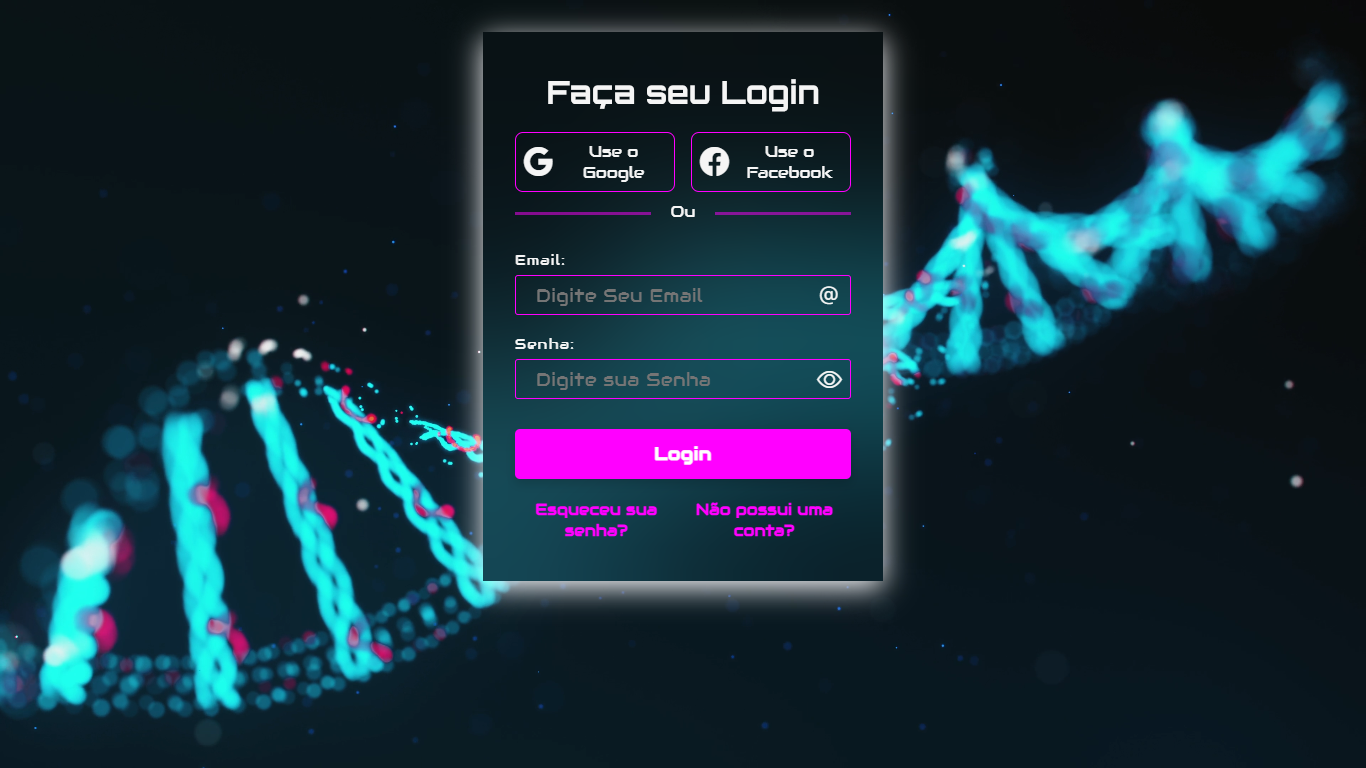 Faça seu Login
Use o
Google
Use o
Facebook
Ou
Email:
Digite Seu Email
@
Senha:
Digite sua Senha
Login
Esqueceu sua
senha?
Não possui uma
conta?